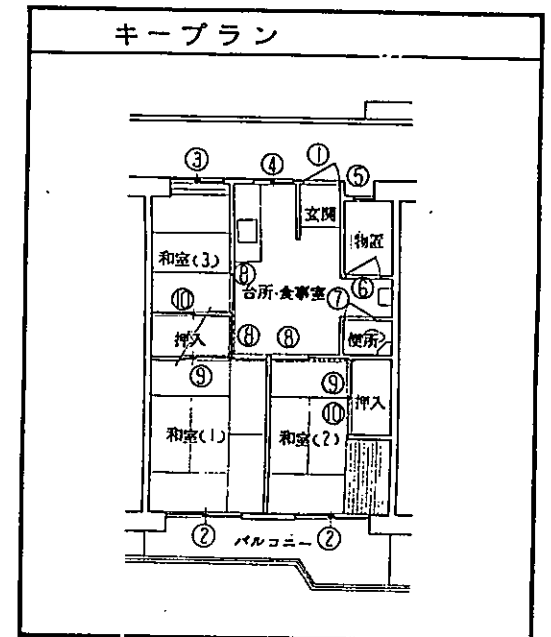 キープラン
③ ④ ① ⑤
玄関
物置
和室(3)
⑧ 台所・食事室 ⑥
⑩ ⑦
押入 ⑧ ⑧ 便所
⑨ ⑨
⑩ 押入
和室(1) 和室(2)
② ②
バルコニー